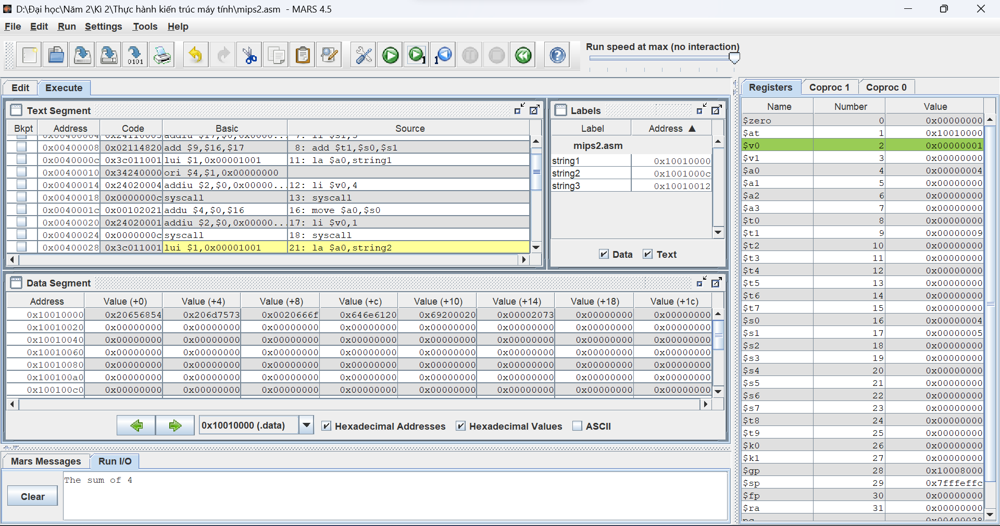 D:\Đại học\Năm 2\Kì 2\Thực hành kiến trúc máy tính\mips2.asm - MARS 4.5
File Edit Run Settings Tools Help
Run speed at max (no interaction)
Edit Execute
Text Segment
Bkpt Address Code Basic Source
0x00400004 0x24110005 addiu $17,$0,0x00000... 7: li $s1,5
0x00400008 0x02114820 add $9,$16,$17 8: add $t1,$s0,$s1
0x0040000c 0x3c011001 lui $1,0x00001001 11: la $a0,string1
0x00400010 0x34240000 ori $4,$1,0x00000000
0x00400014 0x24020004 addiu $2,$0,0x00000... 12: li $v0,4
0x00400018 0x0000000c syscall 13: syscall
0x0040001c 0x00102021 addu $4,$0,$16 16: move $a0,$s0
0x00400020 0x24020001 addiu $2,$0,0x00000... 17: li $v0,1
0x00400024 0x0000000c syscall 18: syscall
0x00400028 0x3c011001 lui $1,0x00001001 21: la $a0,string2
Labels
Label Address ▲
mips2.asm
string1 0x10010000
string2 0x1001000c
string3 0x10010012
Data Text
Data Segment
Address Value (+0) Value (+4) Value (+8) Value (+c) Value (+10) Value (+14) Value (+18) Value (+1c)
0x10010000 0x20656854 0x206d7573 0x0020666f 0x646e6120 0x69200020 0x00002073 0x00000000 0x00000000
0x10010020 0x00000000 0x00000000 0x00000000 0x00000000 0x00000000 0x00000000 0x00000000 0x00000000
0x10010040 0x00000000 0x00000000 0x00000000 0x00000000 0x00000000 0x00000000 0x00000000 0x00000000
0x10010060 0x00000000 0x00000000 0x00000000 0x00000000 0x00000000 0x00000000 0x00000000 0x00000000
0x10010080 0x00000000 0x00000000 0x00000000 0x00000000 0x00000000 0x00000000 0x00000000 0x00000000
0x100100a0 0x00000000 0x00000000 0x00000000 0x00000000 0x00000000 0x00000000 0x00000000 0x00000000
0x100100c0 0x00000000 0x00000000 0x00000000 0x00000000 0x00000000 0x00000000 0x00000000 0x00000000
0x10010000 (.data) Hexadecimal Addresses Hexadecimal Values ASCII
Mars Messages Run I/O
Clear
The sum of 4
Registers Coproc 1 Coproc 0
Name Number Value
$zero 0 0x00000000
$at 1 0x10010000
$v0 2 0x00000001
$v1 3 0x00000000
$a0 4 0x00000004
$a1 5 0x00000000
$a2 6 0x00000000
$a3 7 0x00000000
$t0 8 0x00000000
$t1 9 0x00000009
$t2 10 0x00000000
$t3 11 0x00000000
$t4 12 0x00000000
$t5 13 0x00000000
$t6 14 0x00000000
$t7 15 0x00000000
$s0 16 0x00000004
$s1 17 0x00000005
$s2 18 0x00000000
$s3 19 0x00000000
$s4 20 0x00000000
$s5 21 0x00000000
$s6 22 0x00000000
$s7 23 0x00000000
$t8 24 0x00000000
$t9 25 0x00000000
$k0 26 0x00000000
$k1 27 0x00000000
$gp 28 0x10008000
$sp 29 0x7fffeffc
$fp 30 0x00000000
$ra 31 0x00000000
pc 0x00400028